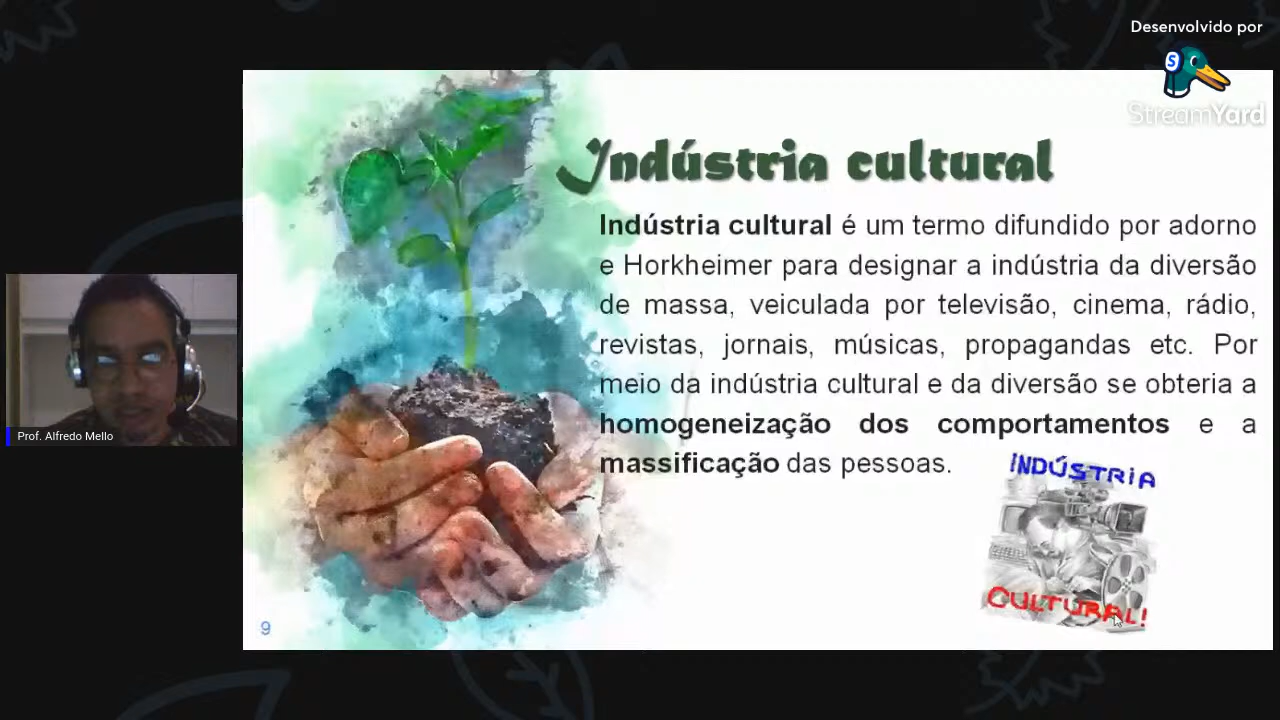 Desenvolvido por
StreamYard
Indústria cultural
Indústria cultural é um termo difundido por adorno
e Horkheimer para designar a indústria da diversão
de massa, veiculada por televisão, cinema, rádio,
revistas, jornais, músicas, propagandas etc. Por
meio da indústria cultural e da diversão se obteria a
homogeneização dos comportamentos e a
massificação das pessoas.
INDÚSTRIA
CULTURAL!
Prof. Alfredo Mello
9